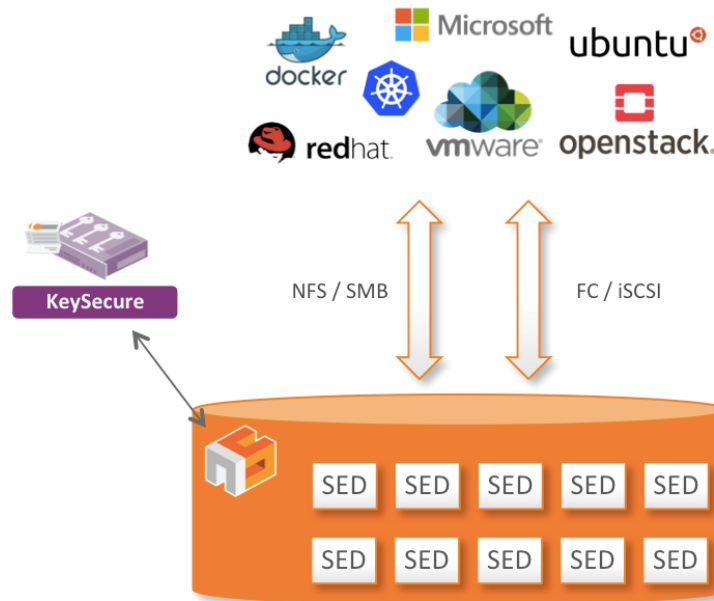 Microsoft
docker
ubuntu
redhat.
vmware®
openstack.
KeySecure
NFS / SMB
FC / iSCSI
SED SED SED SED SED
SED SED SED SED SED